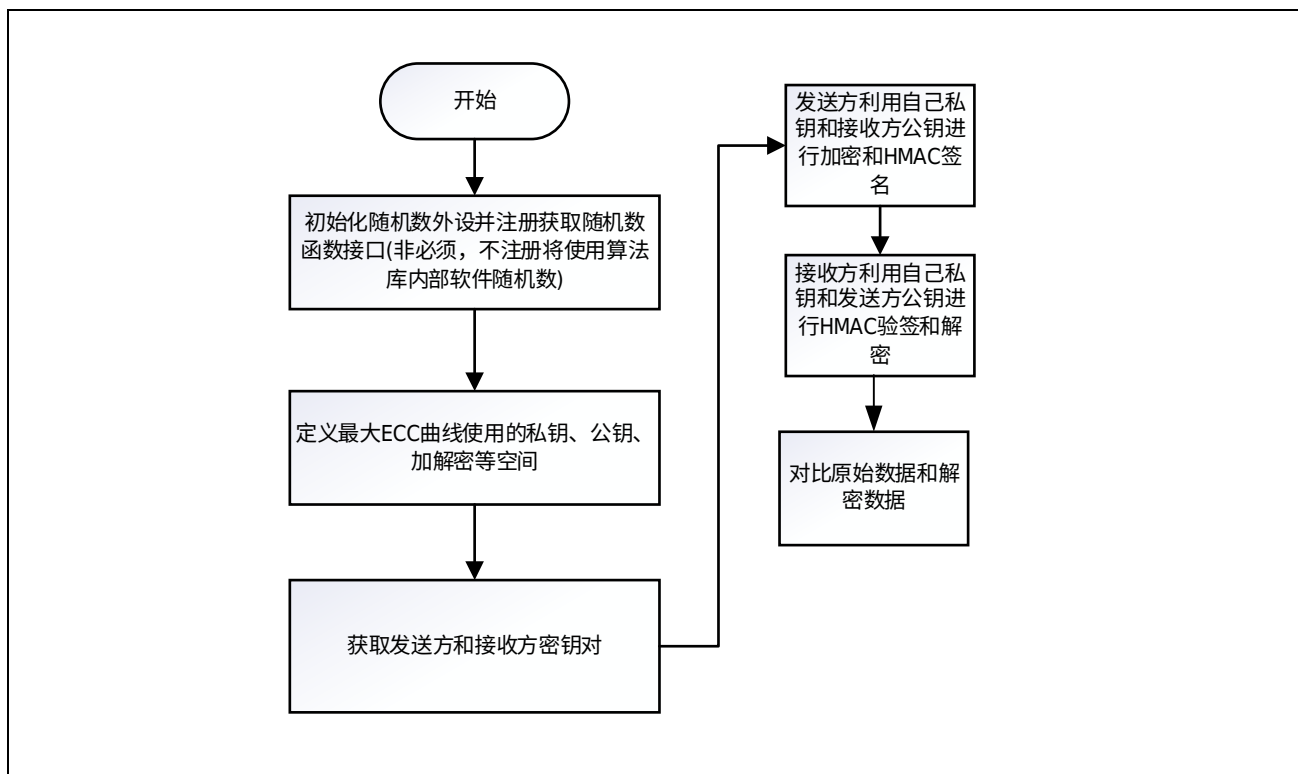 开始
初始化随机数外设并注册获取随机数
函数接口(非必须，不注册将使用算法
库内部软件随机数)
定义最大ECC曲线使用的私钥、公钥、
加解密等空间
获取发送方和接收方密钥对
发送方利用自己私
钥和接收方公钥进
行加密和HMAC签
名
接收方利用自己私
钥和发送方公钥进
行HMAC验签和解
密
对比原始数据和解
密数据